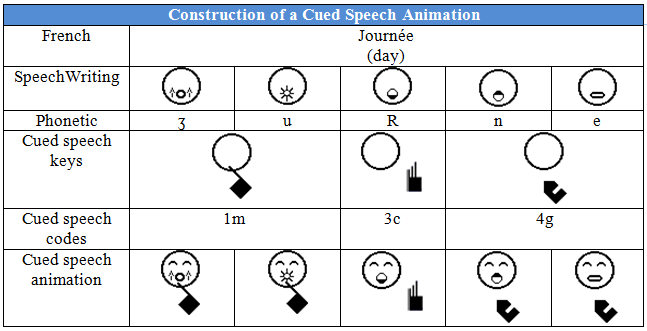 Construction of a Cued Speech Animation
French
Journée
(day)
SpeechWriting
Phonetic
ʒ
u
R
n
e
Cued speech
keys
Cued speech
codes
1m
3c
4g
Cued speech
animation